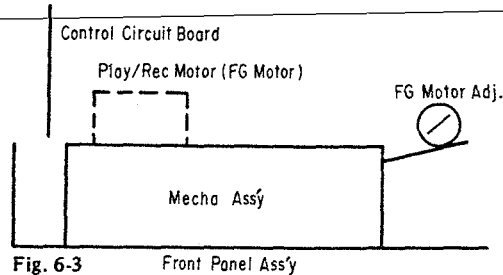 Control Circuit Board
Play/Rec Motor (FG Motor)
FG Motor Adj.
Mecha Ass'y
Fig. 6-3
Front Panel Ass'y